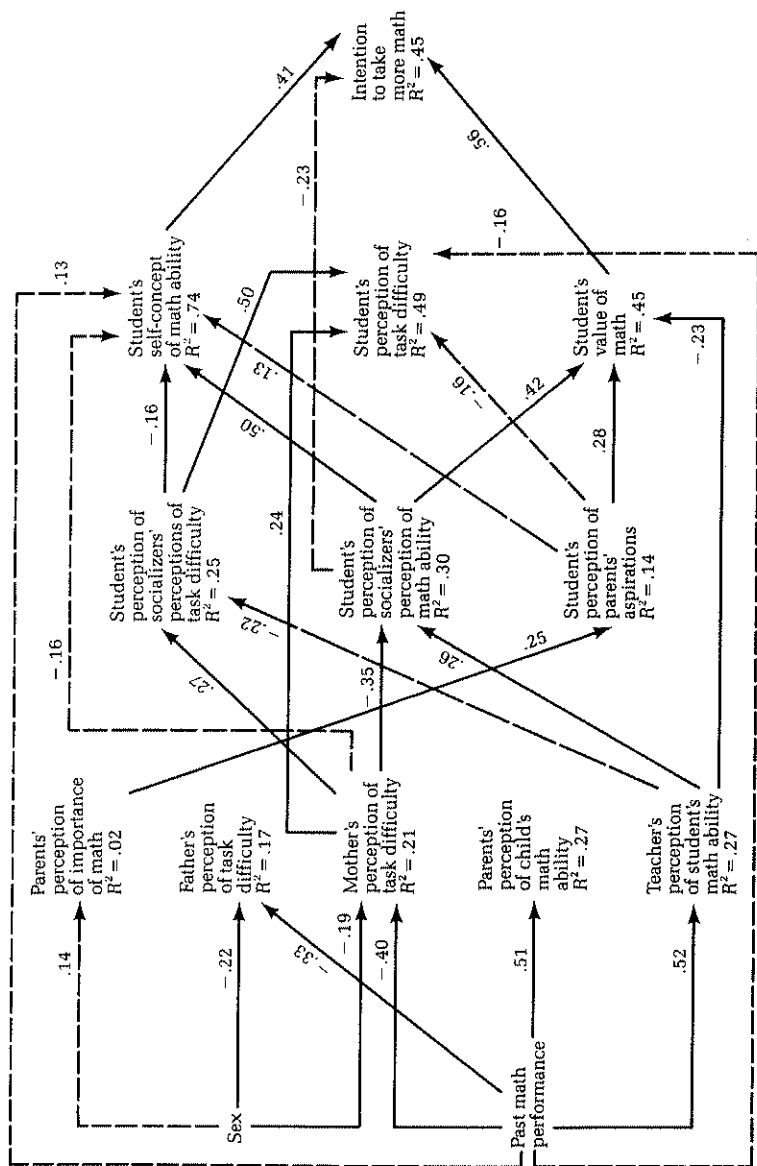 Sex
Past math
performance
.14
-.22
-.19
-.33
-.40
.51
.52
Parents'
perception
of importance
of math
R² = .02
Father's
perception
of task
difficulty
R² = .17
Mother's
perception of
task difficulty
R² = .21
Parents'
perception
of child's
math
ability
R² = .27
Teacher's
perception
of student's
math ability
R² = .27
-.16
.27
.24
-.35
.25
-.22
.26
Student's
perception of
socializers'
perceptions of
task difficulty
R² = .25
Student's
perception of
socializers'
perception of
math ability
R² = .30
Student's
perception of
parents'
aspirations
R² = .14
.13
-.16
.50
.50
-.23
.13
-.16
.42
.28
-.23
-.16
Student's
self-concept
of math ability
R² = .74
Student's
perception of
task difficulty
R² = .49
Student's
value of
math
R² = .45
.41
.56
Intention
to take
more math
R² = .45